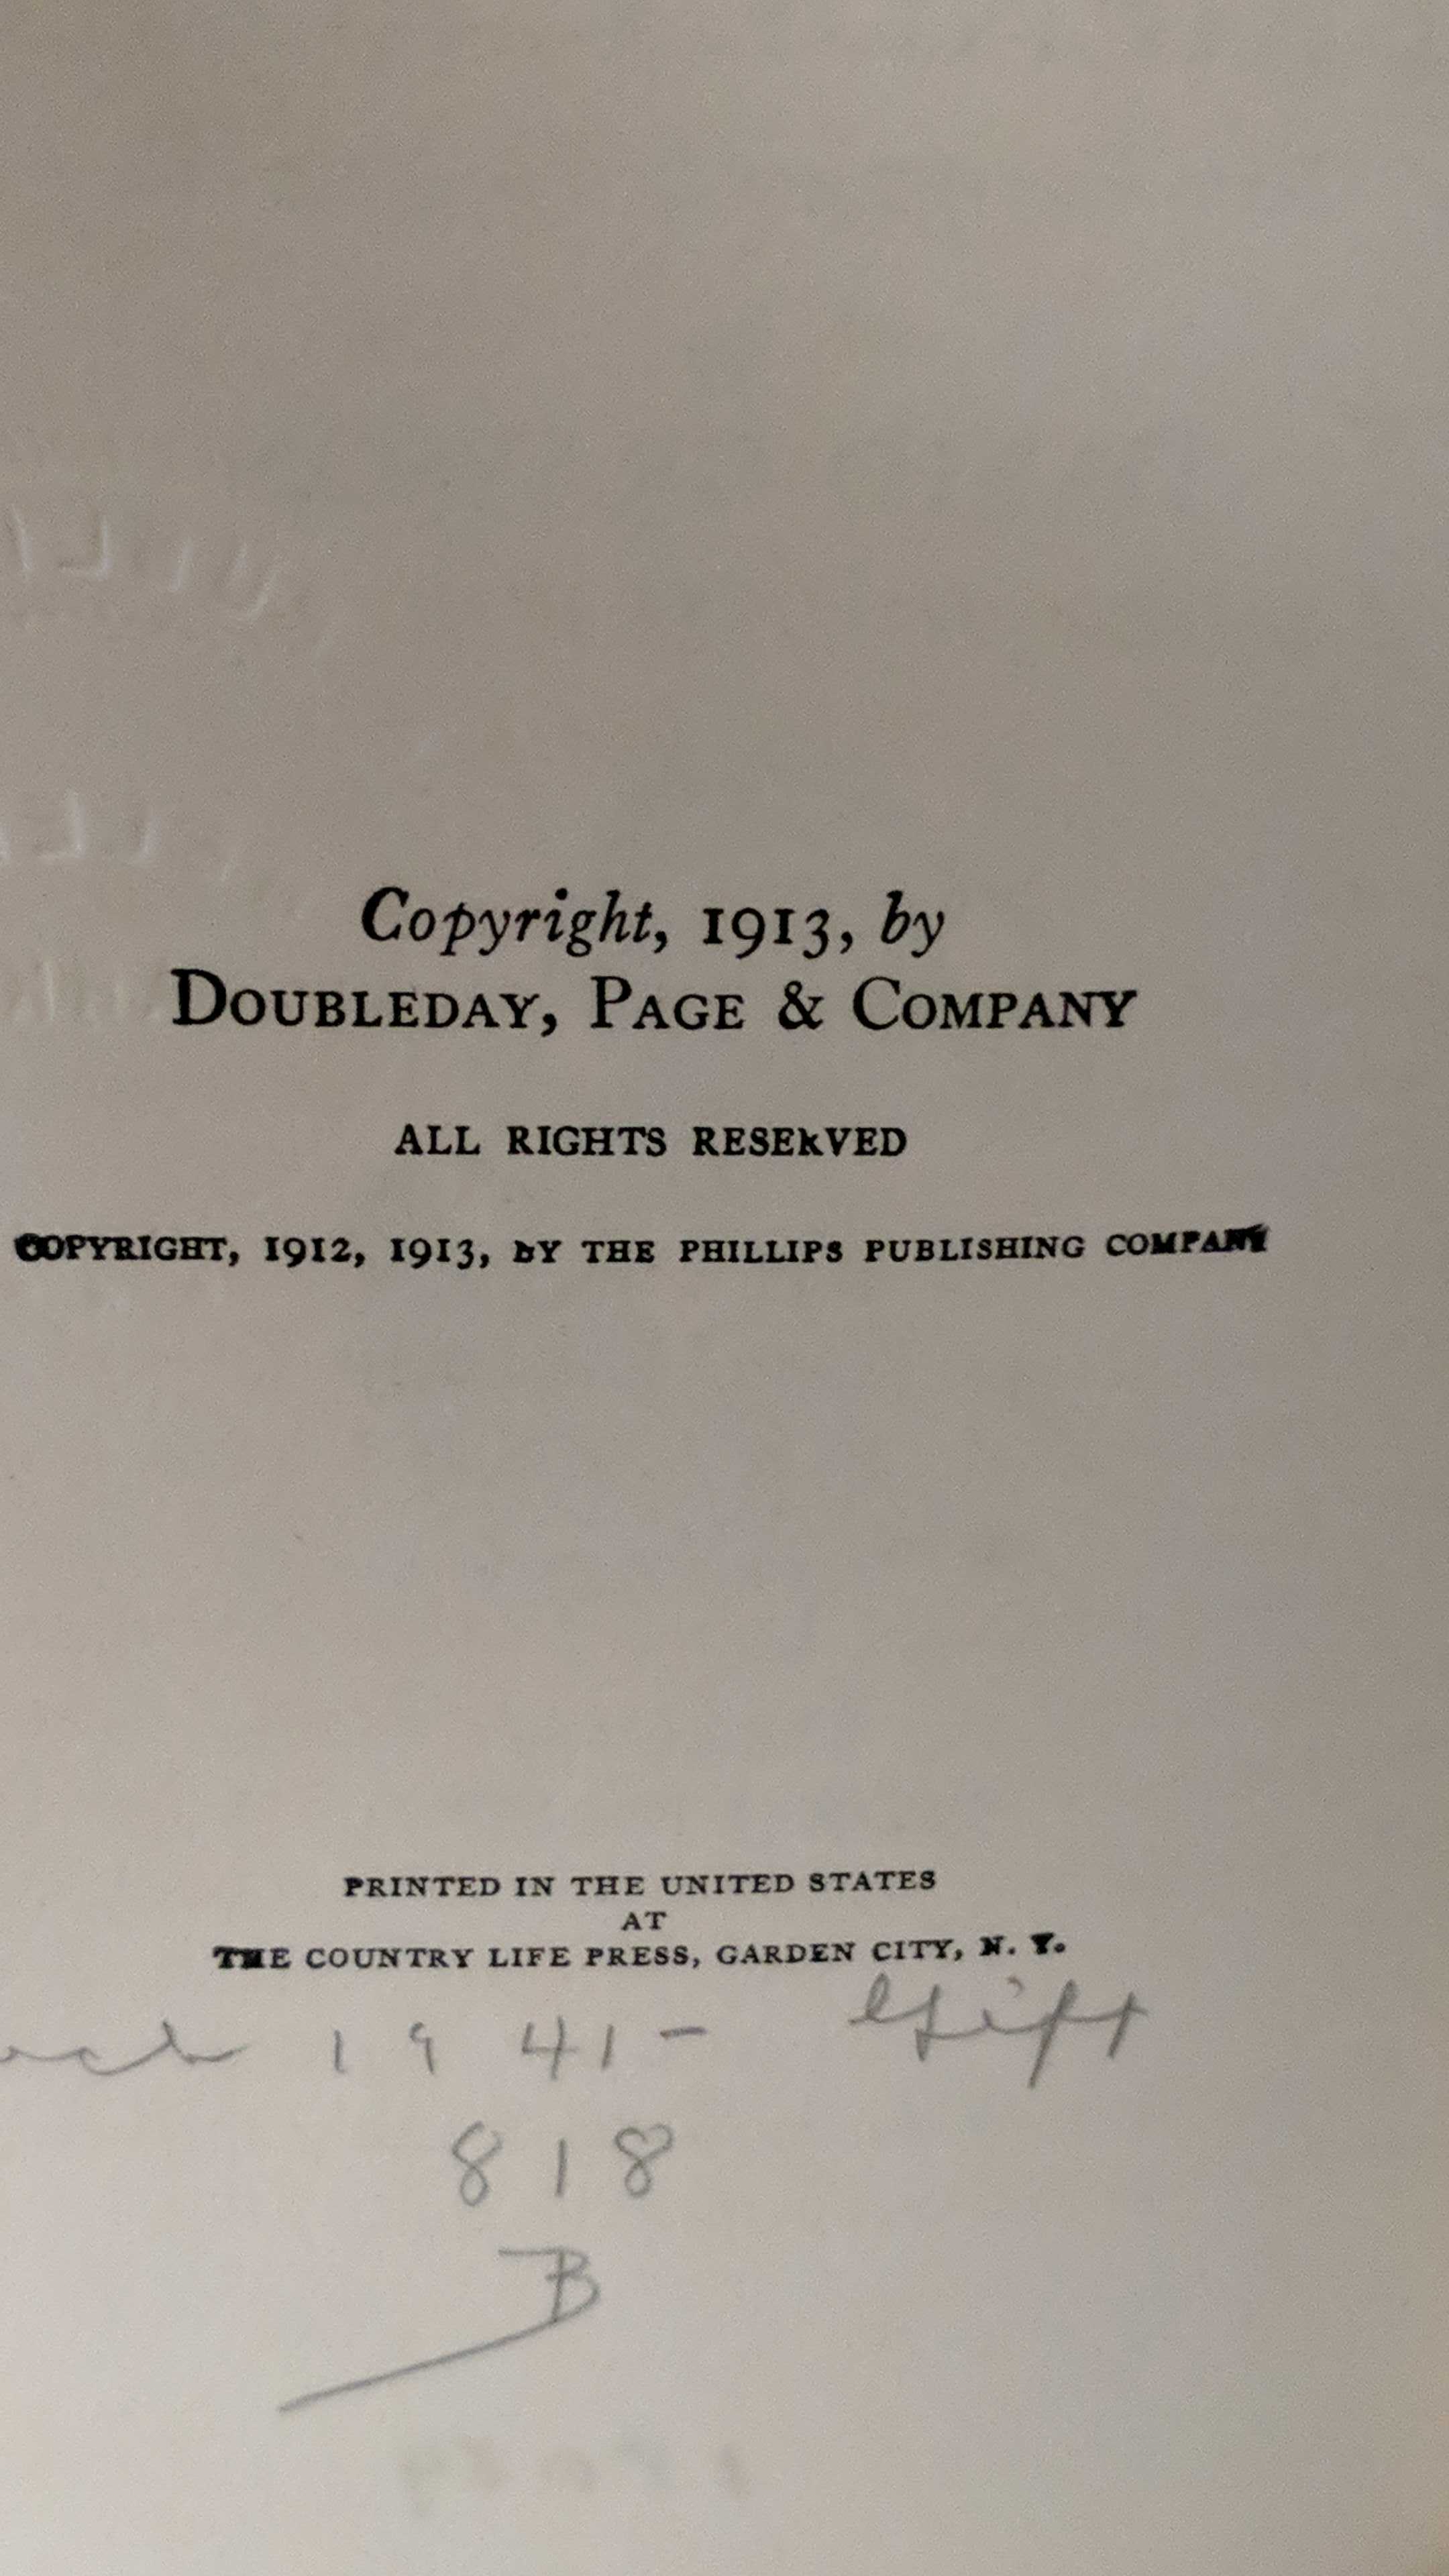 Copyright, 1913, by
DOUBLEDAY, PAGE & COMPANY
ALL RIGHTS RESERVED
COPYRIGHT, 1912, 1913, BY THE PHILLIPS PUBLISHING COMPANY
PRINTED IN THE UNITED STATES
AT
THE COUNTRY LIFE PRESS, GARDEN CITY, N. Y.
1941- Gift
818
B